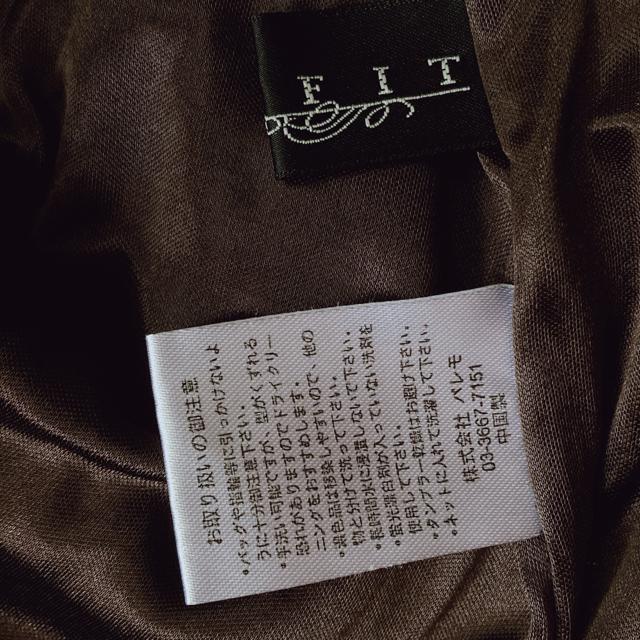 FIT
お取り扱いの御注意
・バッグや指輪等に引っかけないよ
うに十分御注意下さい。
・手洗い可能ですが、型がくずれる
恐れがありますのでドライクリー
ニングをおすすめします。
・濃色品は移染しやすいので、他の
物と分けて洗って下さい。
・長時間水に浸漬しないで下さい。
・蛍光漂白剤が入っていない洗剤を
使用して下さい。
・タンブラー乾燥はお避け下さい。
・ネットに入れて洗濯して下さい。
株式会社 パレモ
03-3667-7151
中国製